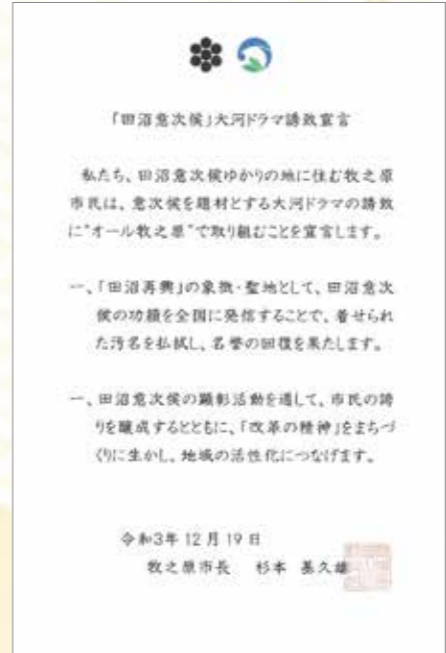 「田沼意次侯」大河ドラマ誘致宣言
私たち、田沼意次侯ゆかりの地に住む牧之原
市民は、意次侯を題材とする大河ドラマの誘致
に“オール牧之原”で取り組むことを宣言します。
一、「田沼再興」の象徴・聖地として、田沼意次
侯の功績を全国に発信することで、着せられ
た汚名を払拭し、名誉の回復を果たします。
一、田沼意次侯の顕彰活動を通して、市民の誇
りを醸成するとともに、「改革の精神」をまちづ
くりに生かし、地域の活性化につなげます。
令和3年12月19日
牧之原市長 杉本 基久雄